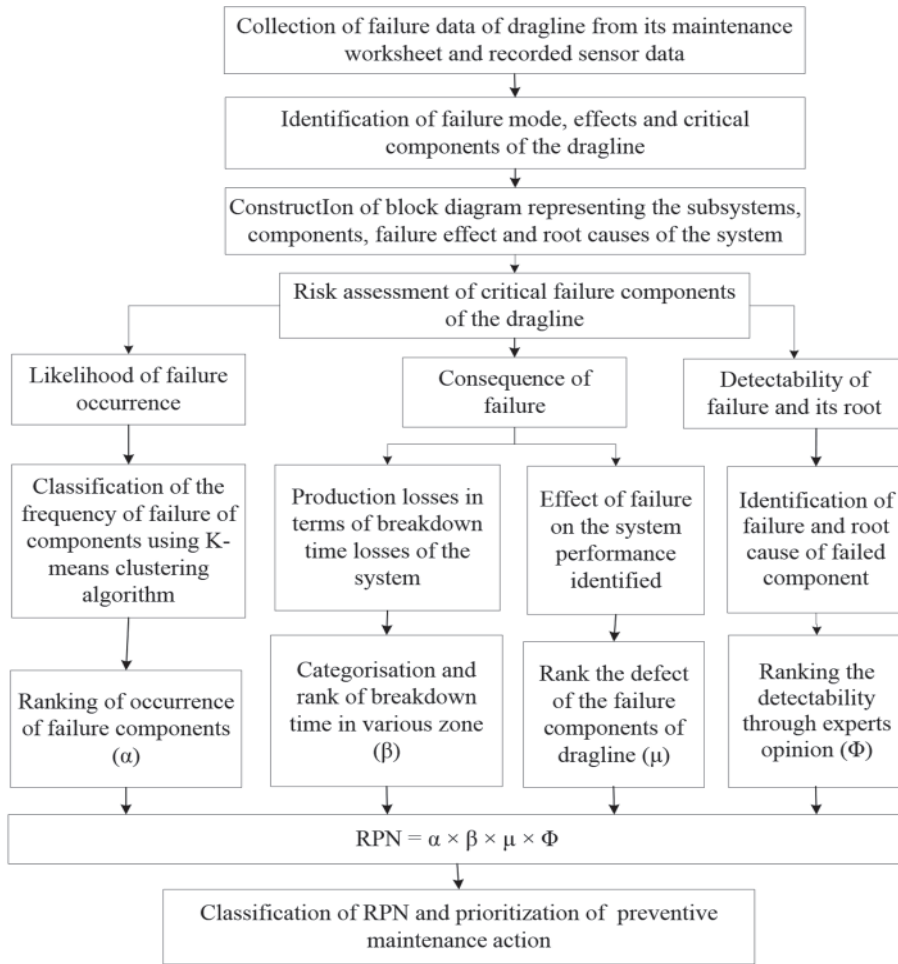 Collection of failure data of dragline from its maintenance
worksheet and recorded sensor data
Identification of failure mode, effects and critical
components of the dragline
ConstructIon of block diagram representing the subsystems,
components, failure effect and root causes of the system
Risk assessment of critical failure components
of the dragline
Likelihood of failure
occurrence
Consequence of
failure
Detectability of
failure and its root
Classification of the
frequency of failure of
components using K-
means clustering
algorithm
Production losses in
terms of breakdown
time losses of the
system
Effect of failure
on the system
performance
identified
Identification of
failure and root
cause of failed
component
Ranking of occurrence
of failure components
(α)
Categorisation and
rank of breakdown
time in various zone
(β)
Rank the defect
of the failure
components of
dragline (μ)
Ranking the
detectability
through experts
opinion (Φ)
RPN = α × β × μ × Φ
Classification of RPN and prioritization of preventive
maintenance action